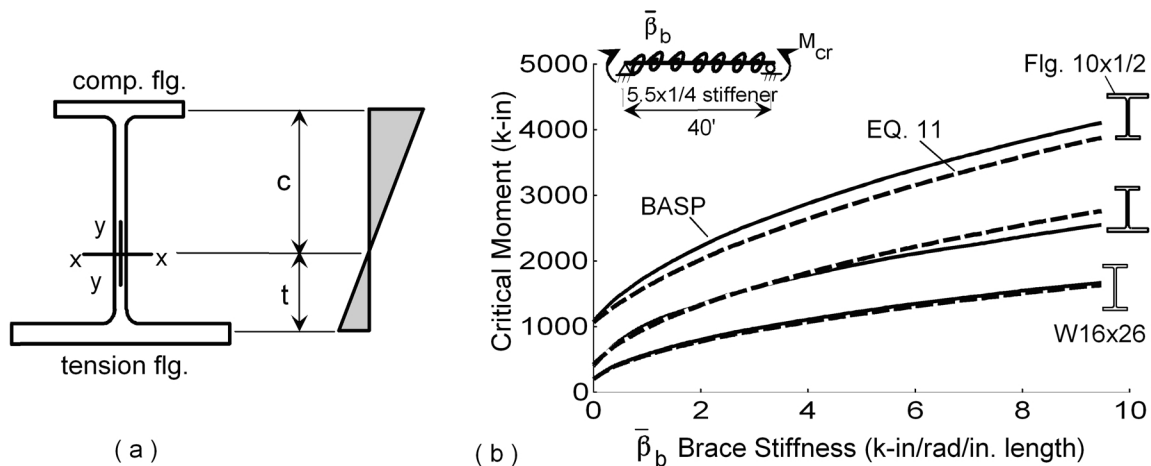 (a)
comp. flg.
c
y
x x
y
t
tension flg.
( a )
β̄b
Mcr
5.5x1/4 stiffener
40'
Flg. 10x1/2
EQ. 11
BASP
W16x26
Critical Moment (k-in)
5000
4000
3000
2000
1000
0
0 2 4 6 8 10
β̄b Brace Stiffness (k-in/rad/in. length)
(b)
( b )